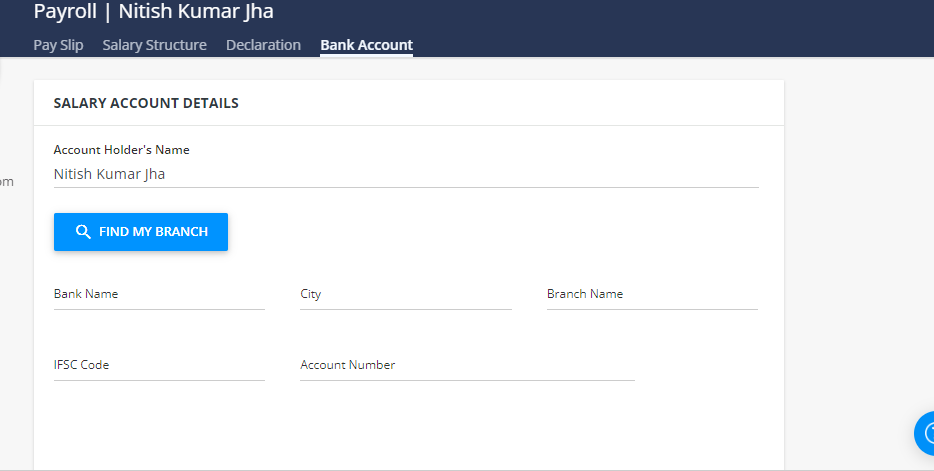 Payroll | Nitish Kumar Jha
Pay Slip Salary Structure Declaration Bank Account
SALARY ACCOUNT DETAILS
Account Holder's Name
Nitish Kumar Jha
FIND MY BRANCH
Bank Name City Branch Name
IFSC Code Account Number